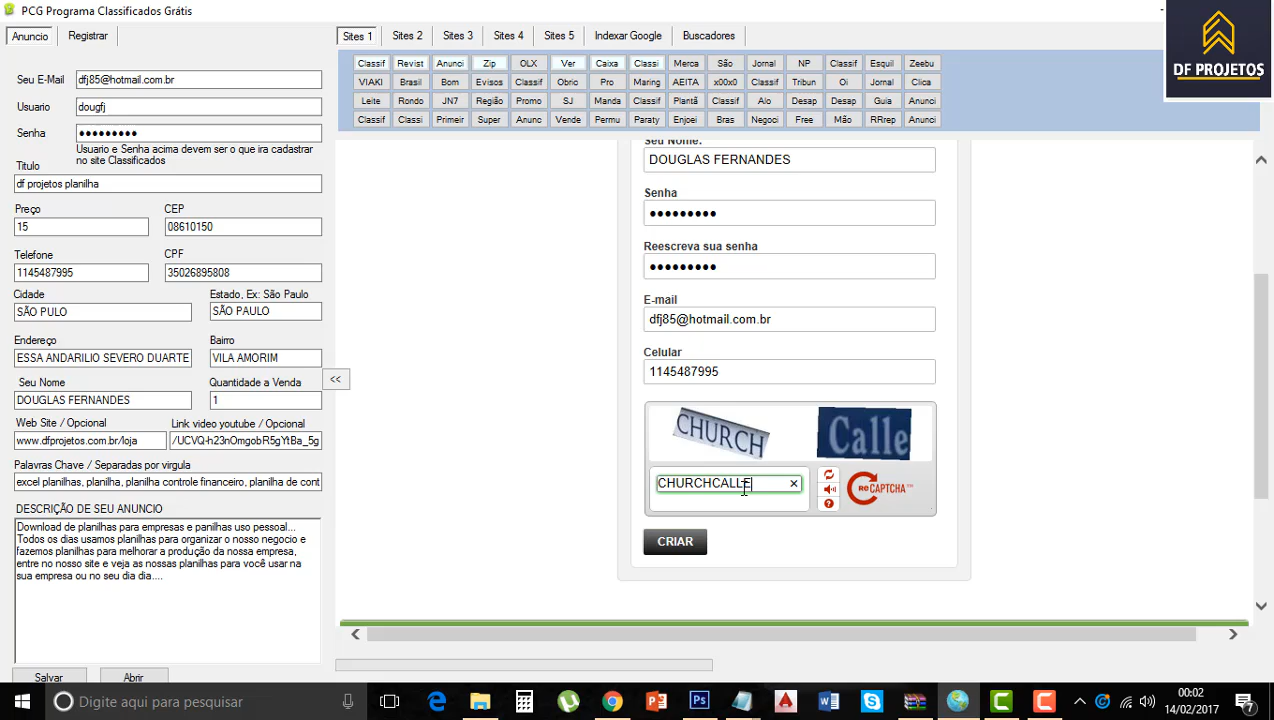 PCG Programa Classificados Grátis
Anuncio Registrar
Sites 1 Sites 2 Sites 3 Sites 4 Sites 5 Indexar Google Buscadores
DF PROJETOS
Classif Revist Anunci Zip OLX Ver Caixa Classi Merca São Jornal NP Classif Esquil Zeebu
VIAKI Brasil Bom Evisos Classif Obrio Pro Maring AEITA x00x0 Classif Tribun Oi Jornal Clica
Leite Rondo JN7 Região Promo SJ Manda Classif Plantã Classif Alo Desap Desap Guia Anunci
Classif Classi Primeir Super Anunc Vende Permu Paraty Enjoei Bras Negoci Free Mão RRrep Anunci
Seu E-Mail dfj85@hotmail.com.br
Usuario dougfj
Senha ●●●●●●●●●
Usuario e Senha acima devem ser o que ira cadastrar
no site Classificados
Titulo
df projetos planilha
Preço CEP
15 08610150
Telefone CPF
1145487995 35026895808
Cidade Estado, Ex: São Paulo
SÃO PULO SÃO PAULO
Endereço Bairro
ESSA ANDARILIO SEVERO DUARTE VILA AMORIM
Seu Nome Quantidade a Venda
DOUGLAS FERNANDES 1
Web Site / Opcional Link video youtube / Opcional
www.dfprojetos.com.br/loja /UCVQ-h23nOmgobR5gYtBa_5g
Palavras Chave / Separadas por virgula
excel planilhas, planilha, planilha controle financeiro, planilha de cont
DESCRIÇÃO DE SEU ANUNCIO
Download de planilhas para empresas e panilhas uso pessoal...
Todos os dias usamos planilhas para organizar o nosso negocio e
fazemos planilhas para melhorar a produção da nossa empresa,
entre no nosso site e veja as nossas planilhas para você usar na
sua empresa ou no seu dia dia....
Salvar Abrir
<<
Seu Nome:
DOUGLAS FERNANDES
Senha
●●●●●●●●●
Reescreva sua senha
●●●●●●●●●
E-mail
dfj85@hotmail.com.br
Celular
1145487995
CHURCH Calle
CHURCHCALLE
reCAPTCHA™
CRIAR
Digite aqui para pesquisar
00:02
14/02/2017
7